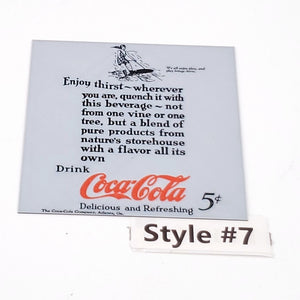 Enjoy thirst ~ wherever
you are, quench it with
this beverage ~ not
from one vine or one
tree, but a blend of
pure products from
nature's storehouse
with a flavor all its
own
Drink
Coca-Cola 5¢
Delicious and Refreshing
The Coca-Cola Company, Atlanta, Ga.
Style #7